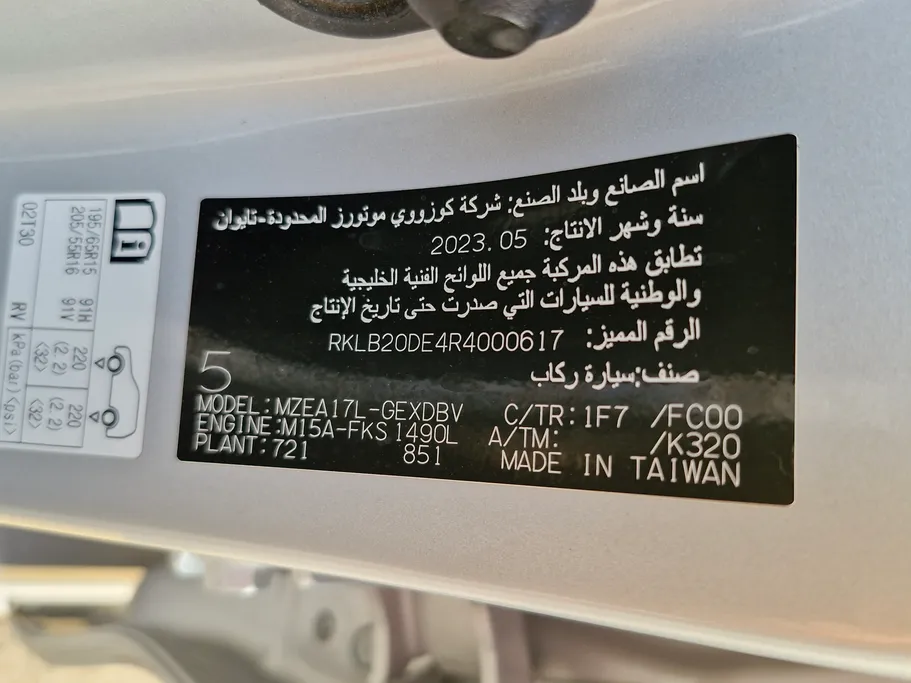 اسم الصانع وبلد الصنع: شركة كوزووي موتورز المحدودة-تايوان
سنة وشهر الانتاج: 2023.05
تطابق هذه المركبة جميع اللوائح الفنية الخليجية
والوطنية للسيارات التي صدرت حتى تاريخ الإنتاج
الرقم المميز: RKLB20DE4R4000617
صنف:سيارة ركاب
5
MODEL:MZEA17L-GEXDBV C/TR:1F7 /FC00
ENGINE:M15A-FKS 1490L A/TM: /K320
PLANT:721 851 MADE IN TAIWAN
195/65R15 91H 220 220
205/55R16 91V (2.2) (2.2)
<32> <32>
02T30 RV kPa(bar)<psi>